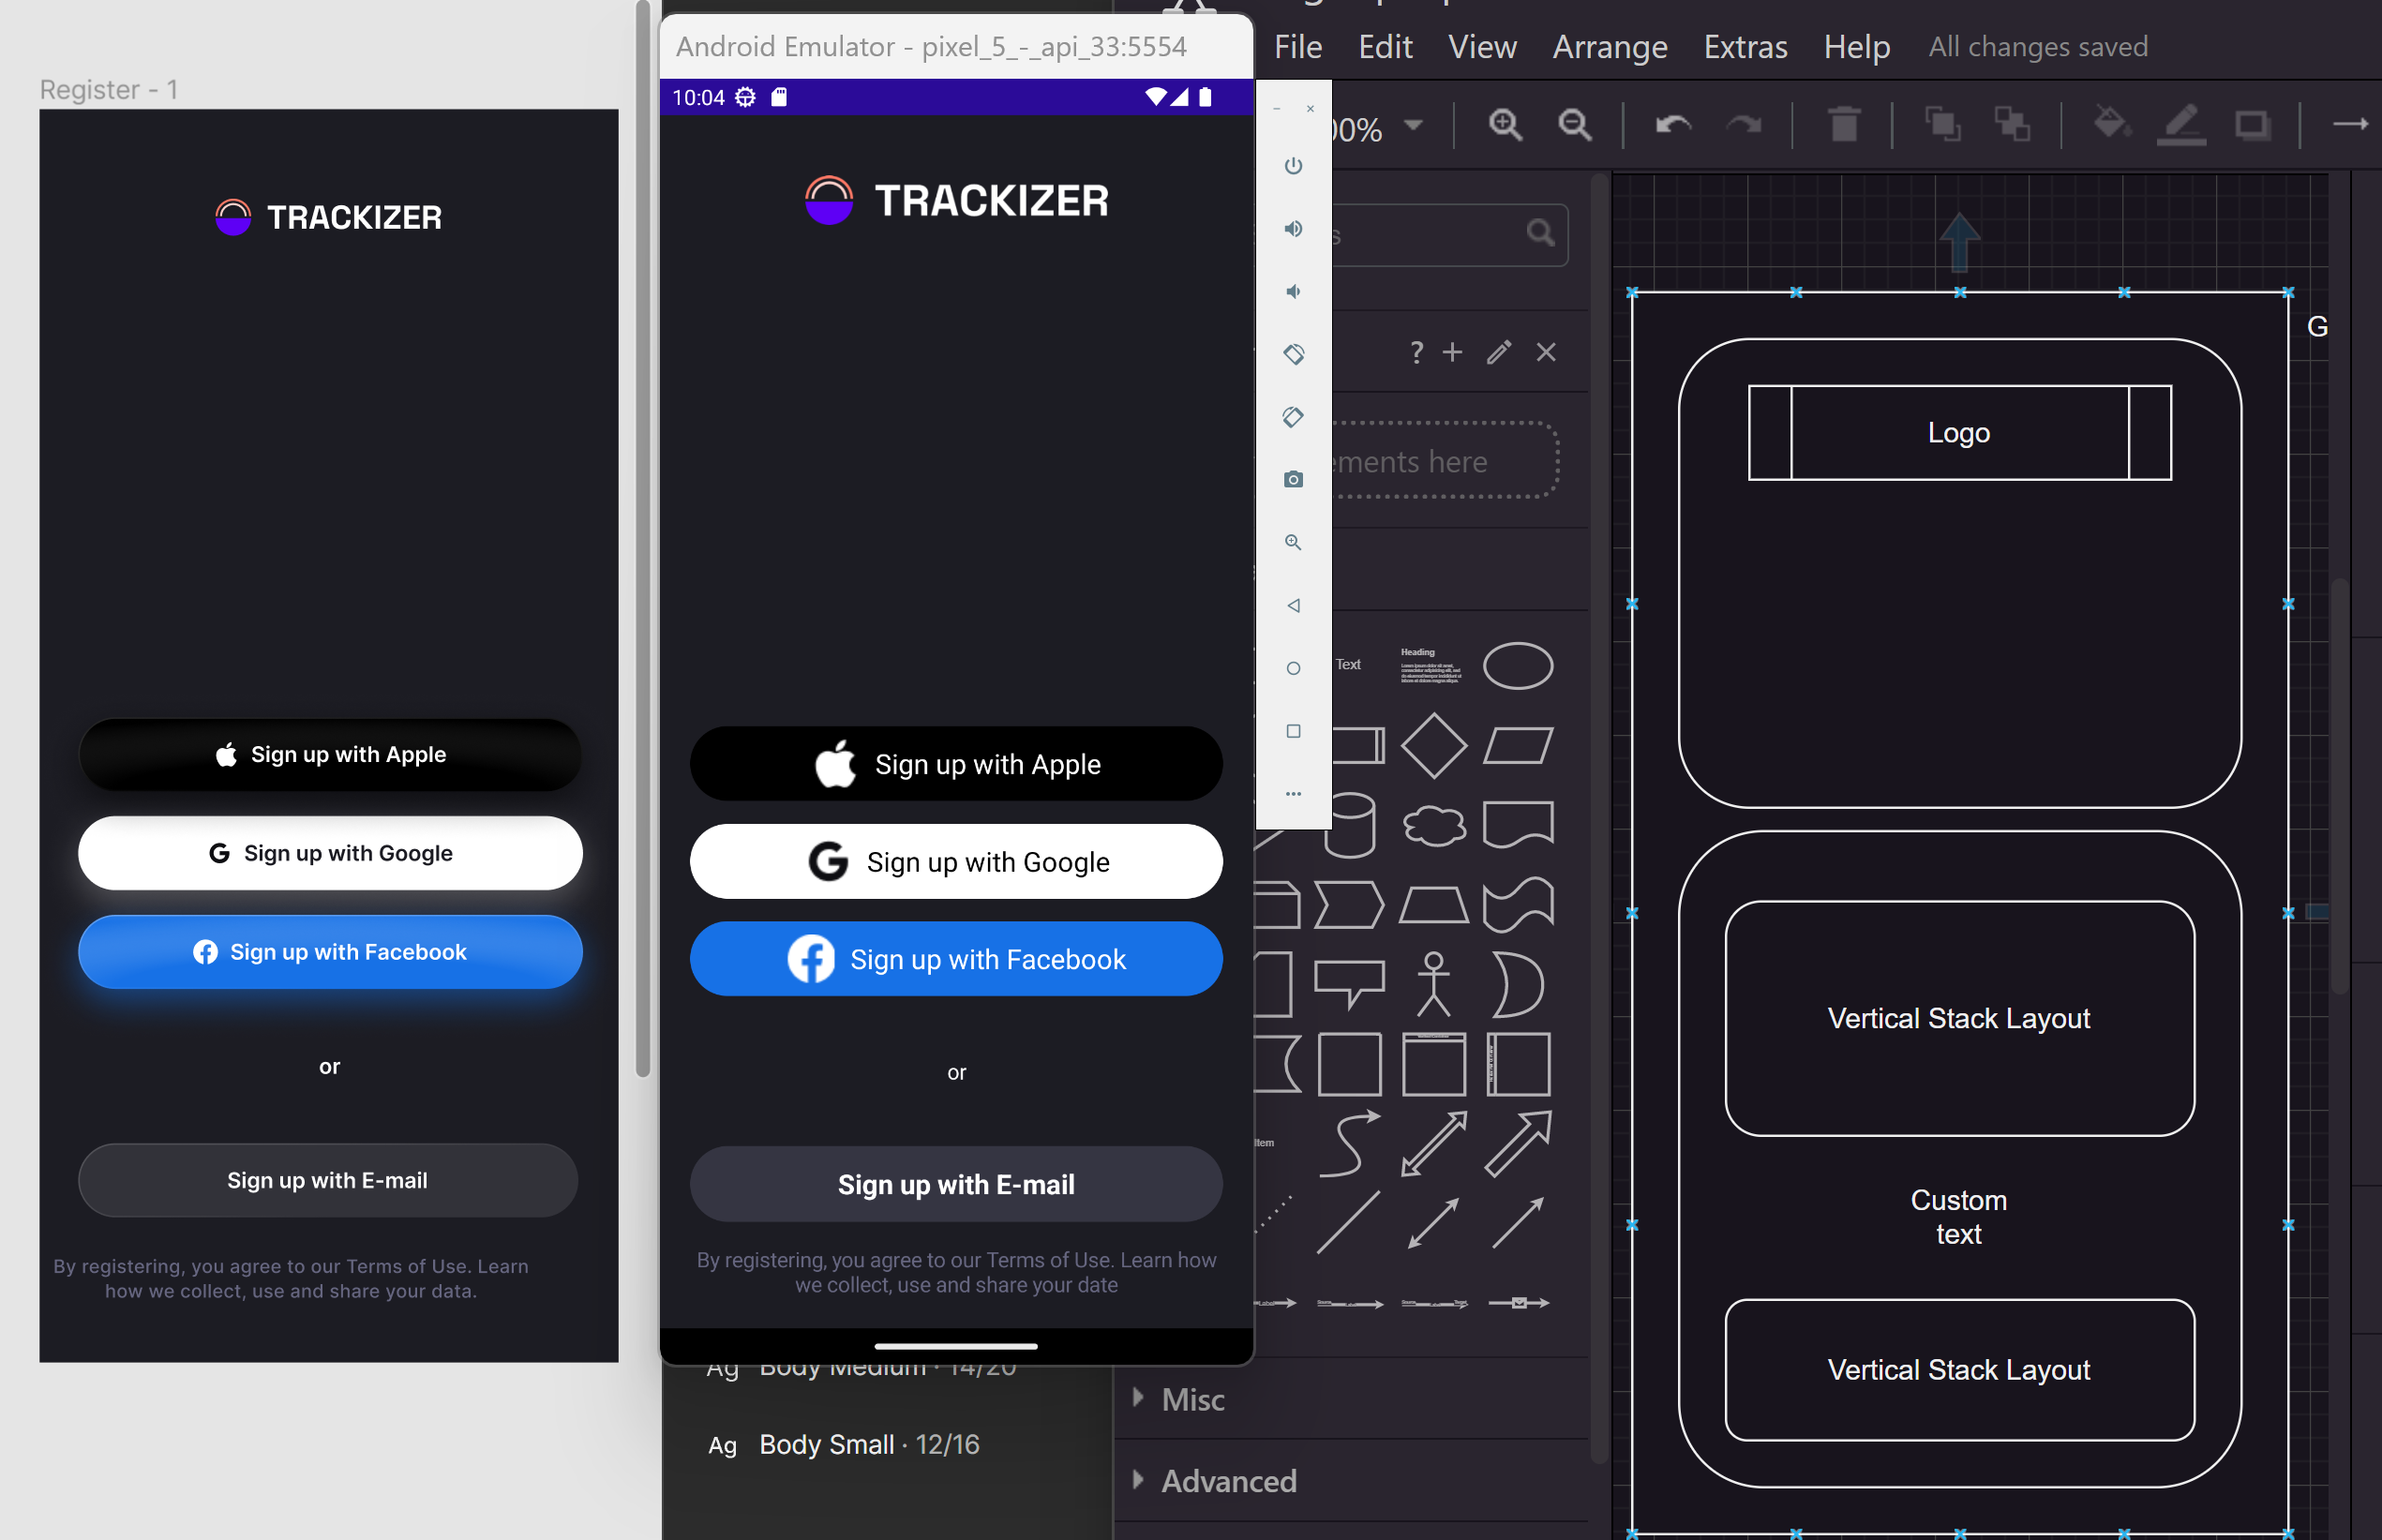 Register - 1
TRACKIZER
Sign up with Apple
Sign up with Google
Sign up with Facebook
or
Sign up with E-mail
By registering, you agree to our Terms of Use. Learn
how we collect, use and share your data.
Android Emulator - pixel_5_-_api_33:5554
10:04
TRACKIZER
Sign up with Apple
Sign up with Google
Sign up with Facebook
or
Sign up with E-mail
By registering, you agree to our Terms of Use. Learn how
we collect, use and share your date
Ag Body Medium · 14/20
Ag Body Small · 12/16
File Edit View Arrange Extras Help All changes saved
00%
s
? +
ements here
Text
Heading
Item
Label
Misc
Advanced
G
Logo
Vertical Stack Layout
Custom
text
Vertical Stack Layout